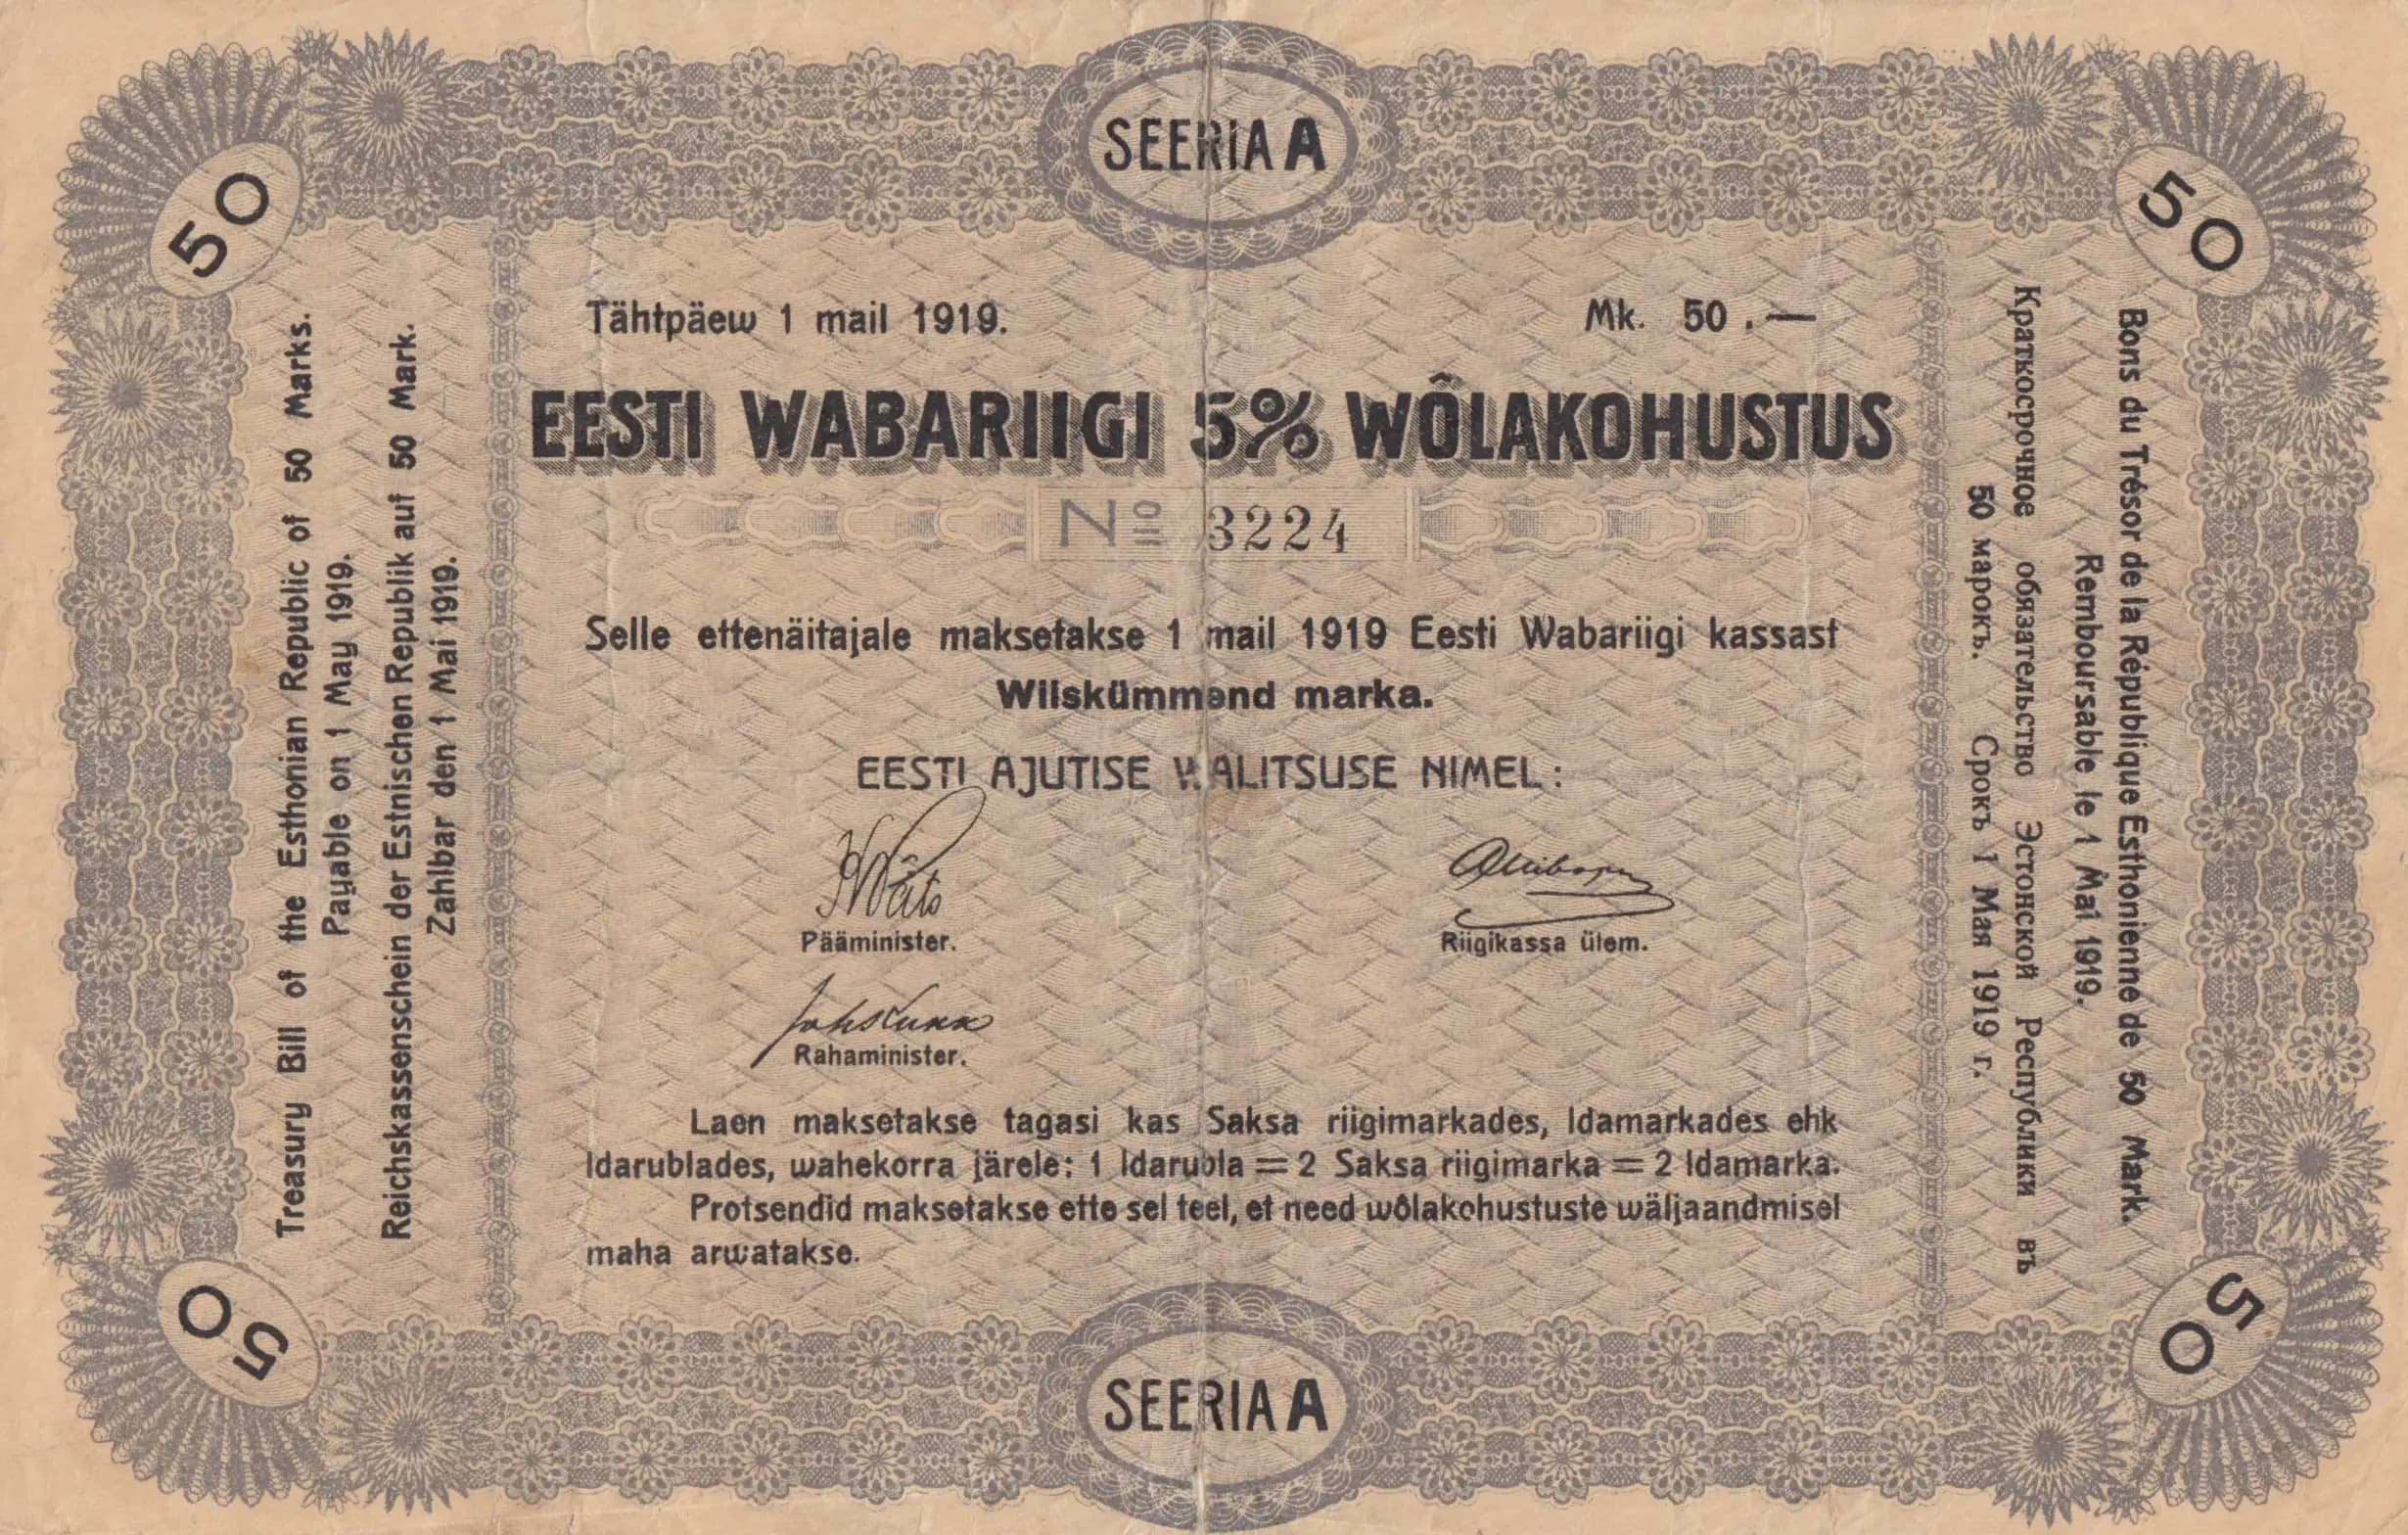 SEERIA A
50
50
Tähtpäew 1 mail 1919.
Mk. 50.—
EESTI WABARIIGI 5% WÕLAKOHUSTUS
№ 3224
Selle ettenäitajale maksetakse 1 mail 1919 Eesti Wabariigi kassast
Wiiskümmend marka.
EESTI AJUTISE WALITSUSE NIMEL:
KPäts
Pääminister.
Riigikassa ülem.
JuhsKukk
Rahaminister.
Laen maksetakse tagasi kas Saksa riigimarkades, Idamarkades ehk
Idarublades, wahekorra järele: 1 Idarubla = 2 Saksa riigimarka = 2 Idamarka.
Protsendid maksetakse ette sel teel, et need wõlakohustuste wäljaandmisel
maha arwatakse.
Treasury Bill of the Esthonian Republic of 50 Marks.
Payable on 1 May 1919.
Reichskassenschein der Estnischen Republik auf 50 Mark.
Zahlbar den 1 Mai 1919.
Bons du Trésor de la République Esthonienne de 50 Mark.
Remboursable le 1 Mai 1919.
Краткосрочное обязательство Эстонской Республики въ
50 марокъ. Срокъ 1 Мая 1919 г.
50
50
SEERIA A